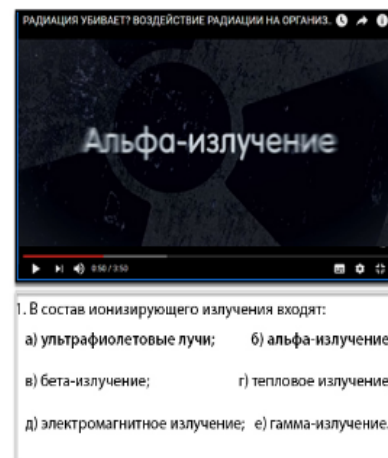 РАДИАЦИЯ УБИВАЕТ? ВОЗДЕЙСТВИЕ РАДИАЦИИ НА ОРГАНИЗ...
Альфа-излучение
0:50 / 3:50
1. В состав ионизирующего излучения входят:
а) ультрафиолетовые лучи; б) альфа-излучение
в) бета-излучение; г) тепловое излучение
д) электромагнитное излучение; е) гамма-излучение.